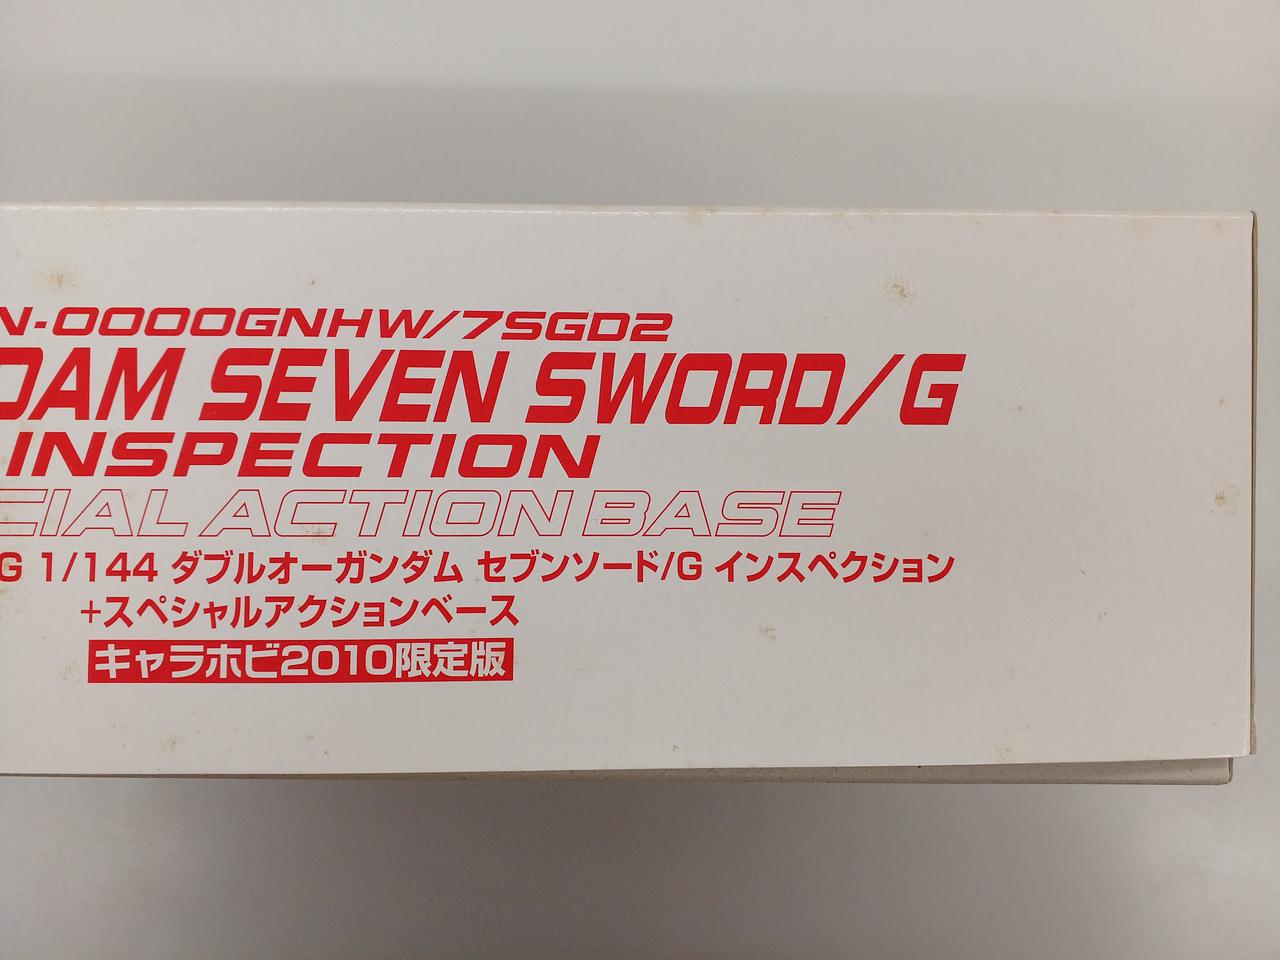 N-0000GNHW/7SGD2
DAM SEVEN SWORD/G
INSPECTION
CIAL ACTION BASE
G 1/144 ダブルオーガンダム セブンソード/G インスペクション
+スペシャルアクションベース
キャラホビ2010限定版